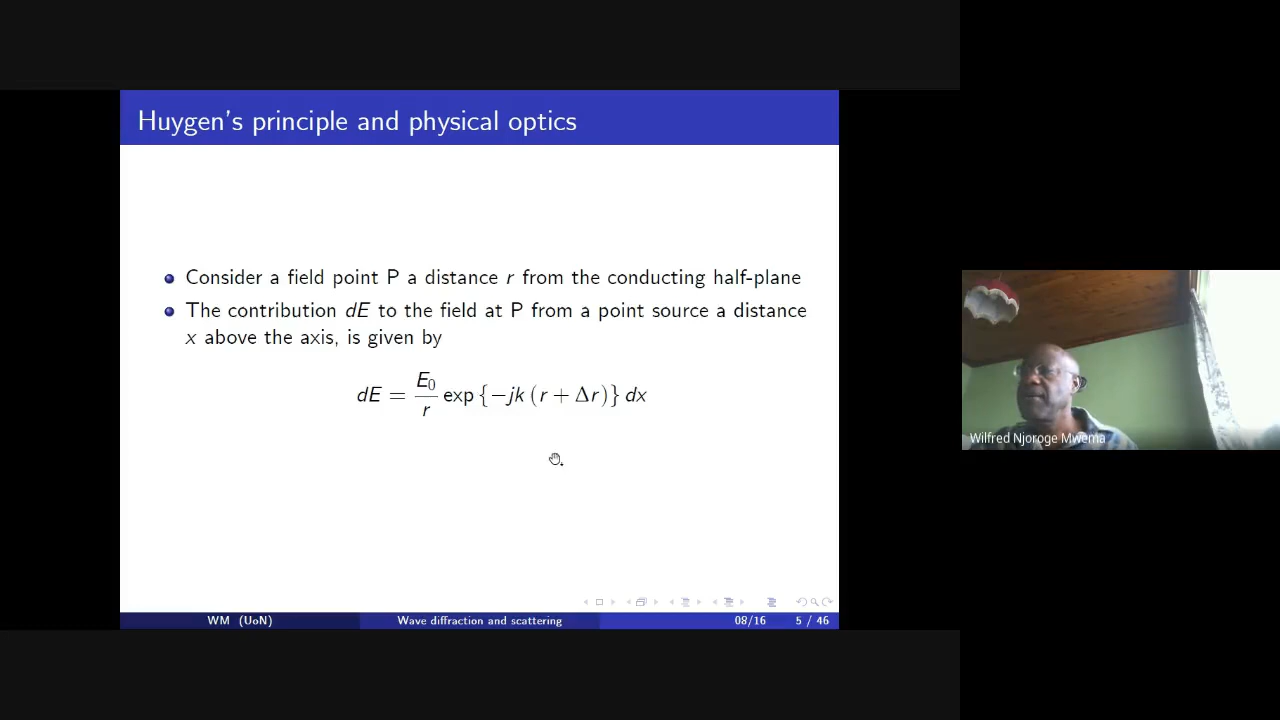 Huygen's principle and physical optics
Consider a field point P a distance r from the conducting half-plane
The contribution dE to the field at P from a point source a distance
x above the axis, is given by
dE = E₀/r exp {−jk (r + Δr)} dx
Wilfred Njoroge Mwema
WM (UoN) Wave diffraction and scattering 08/16 5 / 46